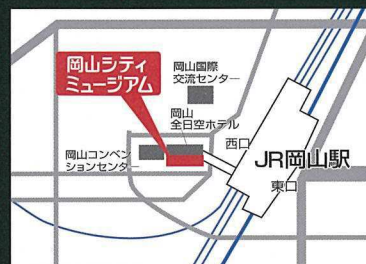 岡山シティ
ミュージアム
岡山国際
交流センター
岡山
全日空ホテル
岡山コンベン
ションセンター
西口
JR岡山駅
東口